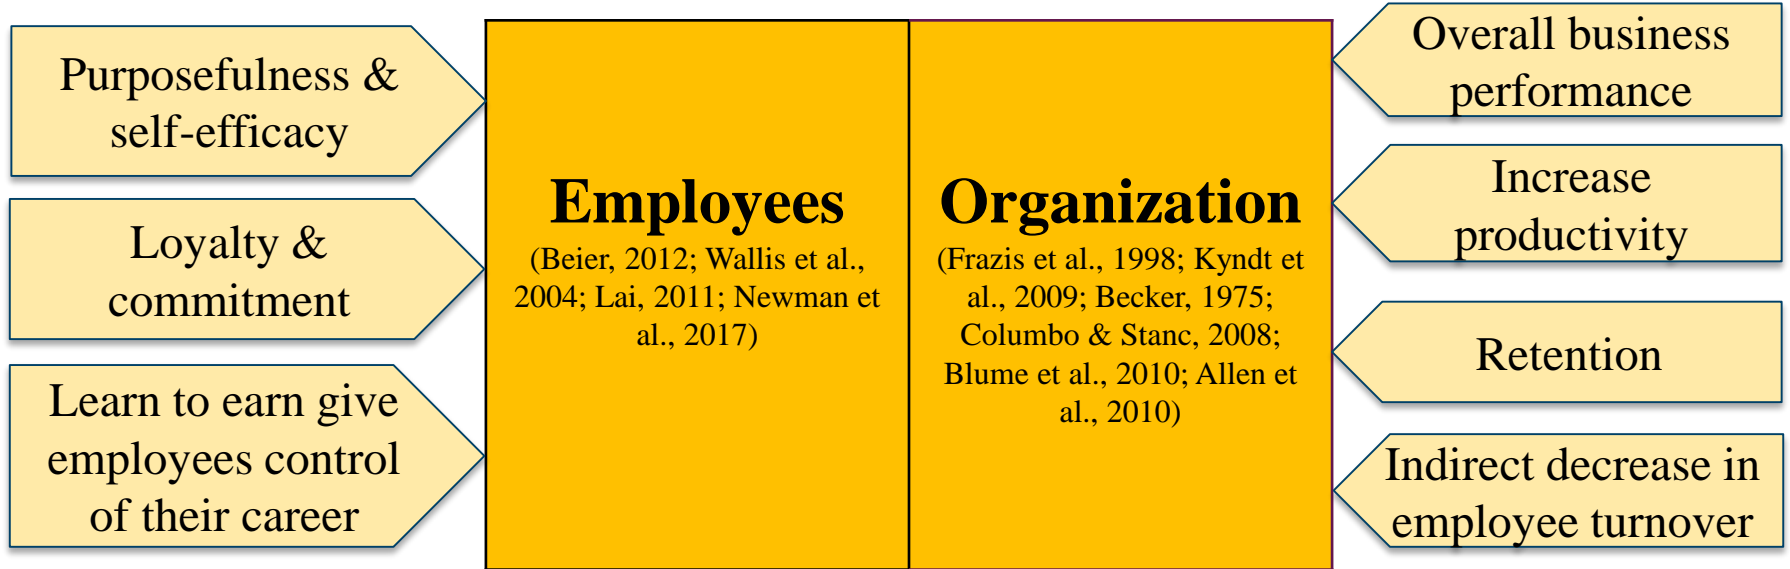 Purposefulness &
self-efficacy
Loyalty &
commitment
Learn to earn give
employees control
of their career
Employees
(Beier, 2012; Wallis et al.,
2004; Lai, 2011; Newman et
al., 2017)
Organization
(Frazis et al., 1998; Kyndt et
al., 2009; Becker, 1975;
Columbo & Stanc, 2008;
Blume et al., 2010; Allen et
al., 2010)
Overall business
performance
Increase
productivity
Retention
Indirect decrease in
employee turnover